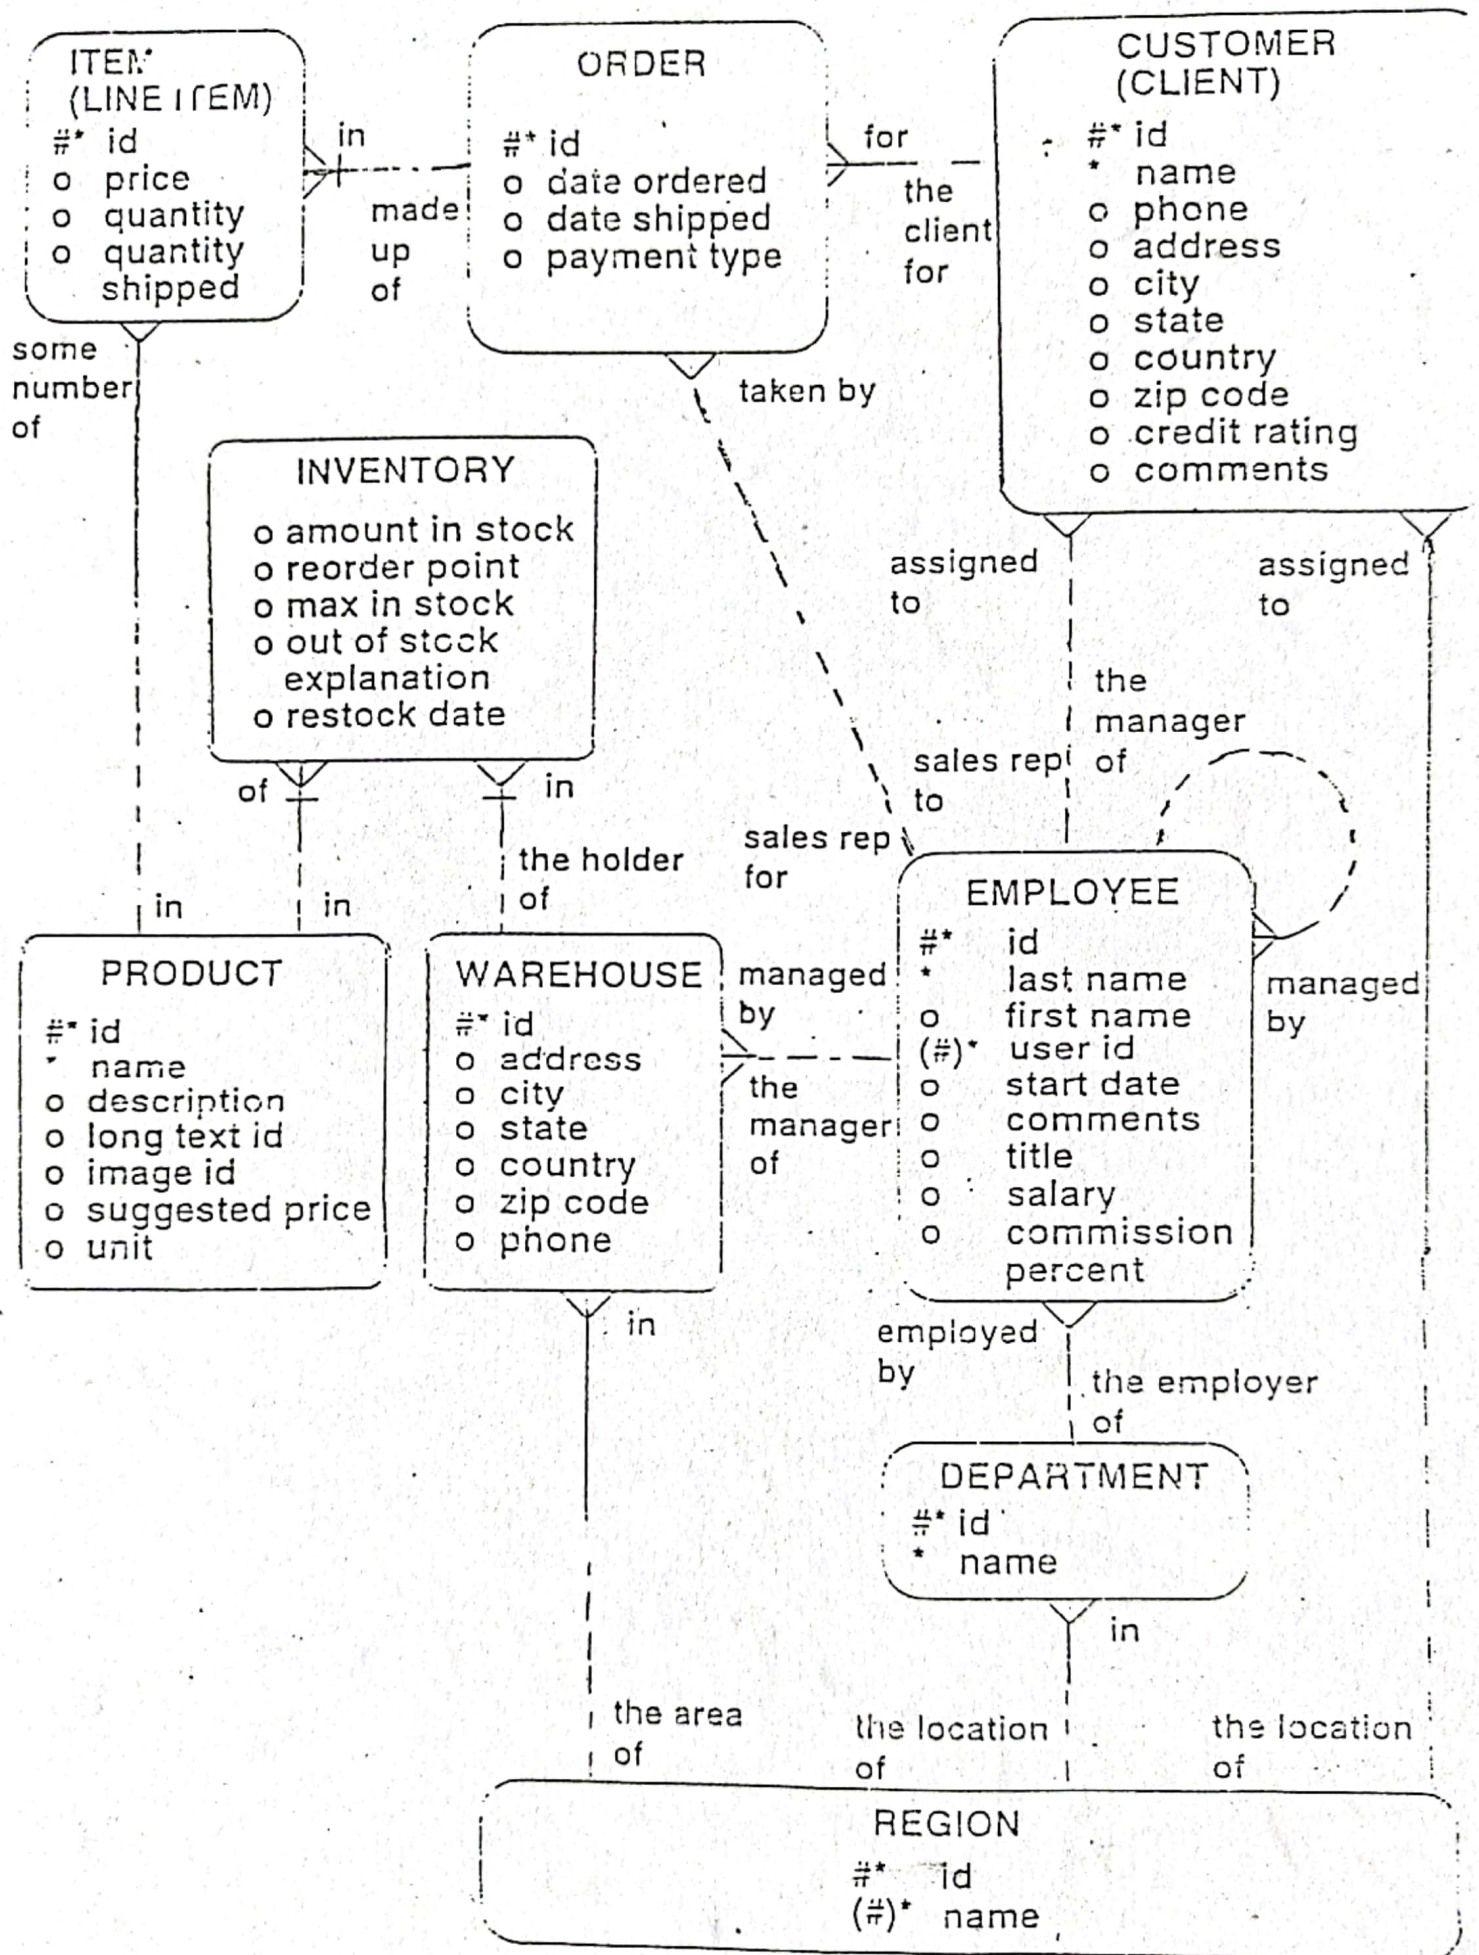 ITEM
(LINE ITEM)
#* id
o price
o quantity
o quantity
shipped
in
made
up
of
ORDER
#* id
o date ordered
o date shipped
o payment type
for
the
client
for
CUSTOMER
(CLIENT)
#* id
* name
o phone
o address
o city
o state
o country
o zip code
o credit rating
o comments
some
number
of
taken by
INVENTORY
o amount in stock
o reorder point
o max in stock
o out of stock
explanation
o restock date
assigned
to
assigned
to
the
manager
of
sales rep
to
sales rep
for
of
in
the holder
of
in
in
PRODUCT
#* id
* name
o description
o long text id
o image id
o suggested price
o unit
WAREHOUSE
#* id
o address
o city
o state
o country
o zip code
o phone
managed
by
the
manager
of
EMPLOYEE
#* id
* last name
o first name
(#)* user id
o start date
o comments
o title
o salary
o commission
percent
managed
by
in
employed
by
the employer
of
DEPARTMENT
#* id
* name
in
the area
of
the location
of
the location
of
REGION
#* id
(#)* name